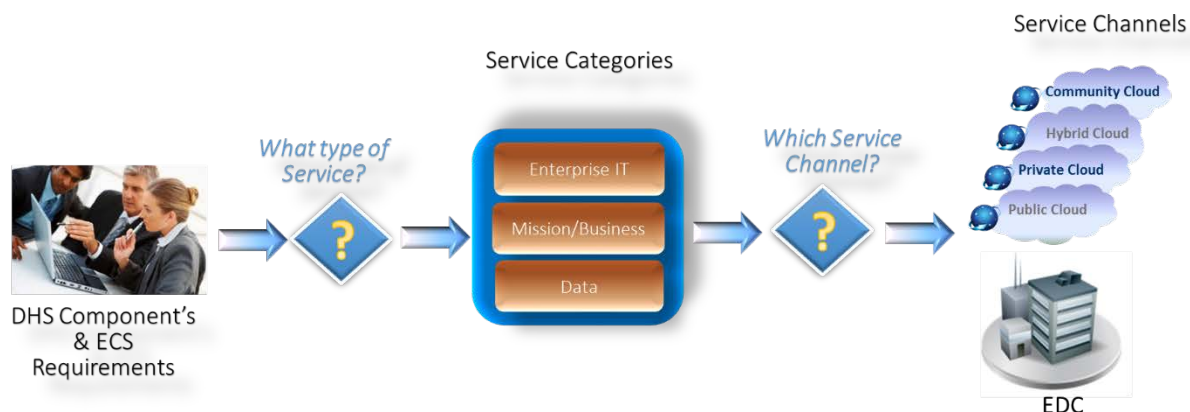 Service Channels
Service Categories
Community Cloud
Hybrid Cloud
Private Cloud
Public Cloud
What type of
Service?
Which Service
Channel?
Enterprise IT
Mission/Business
Data
?
?
DHS Component's
& ECS
Requirements
EDC